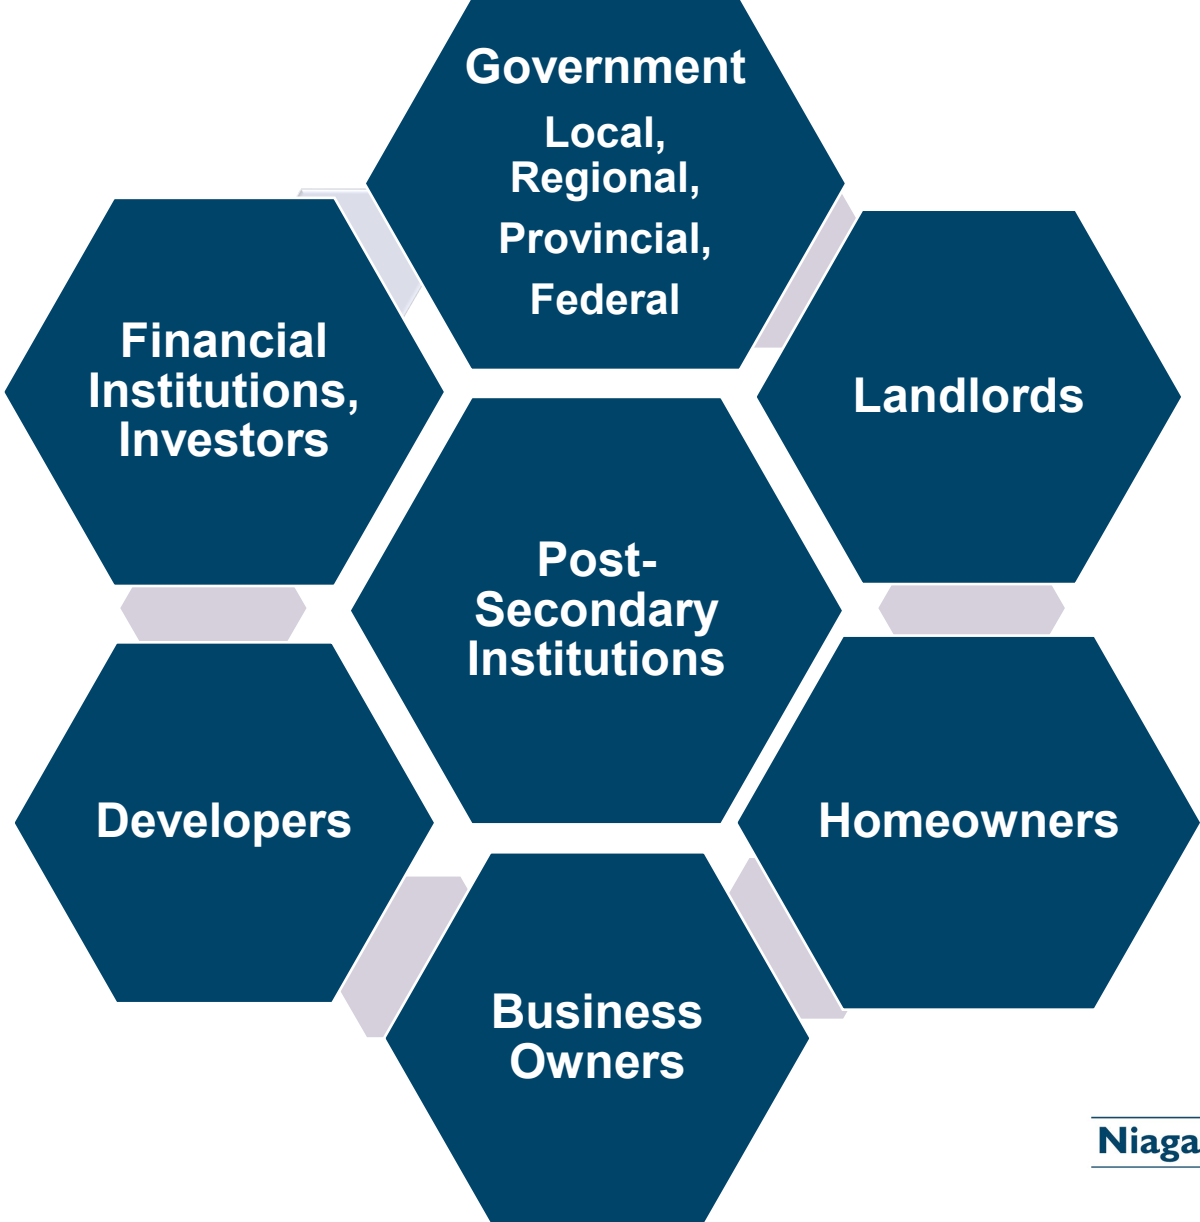 Government
Local,
Regional,
Provincial,
Federal
Financial
Institutions,
Investors
Landlords
Post-
Secondary
Institutions
Developers
Homeowners
Business
Owners
Niaga